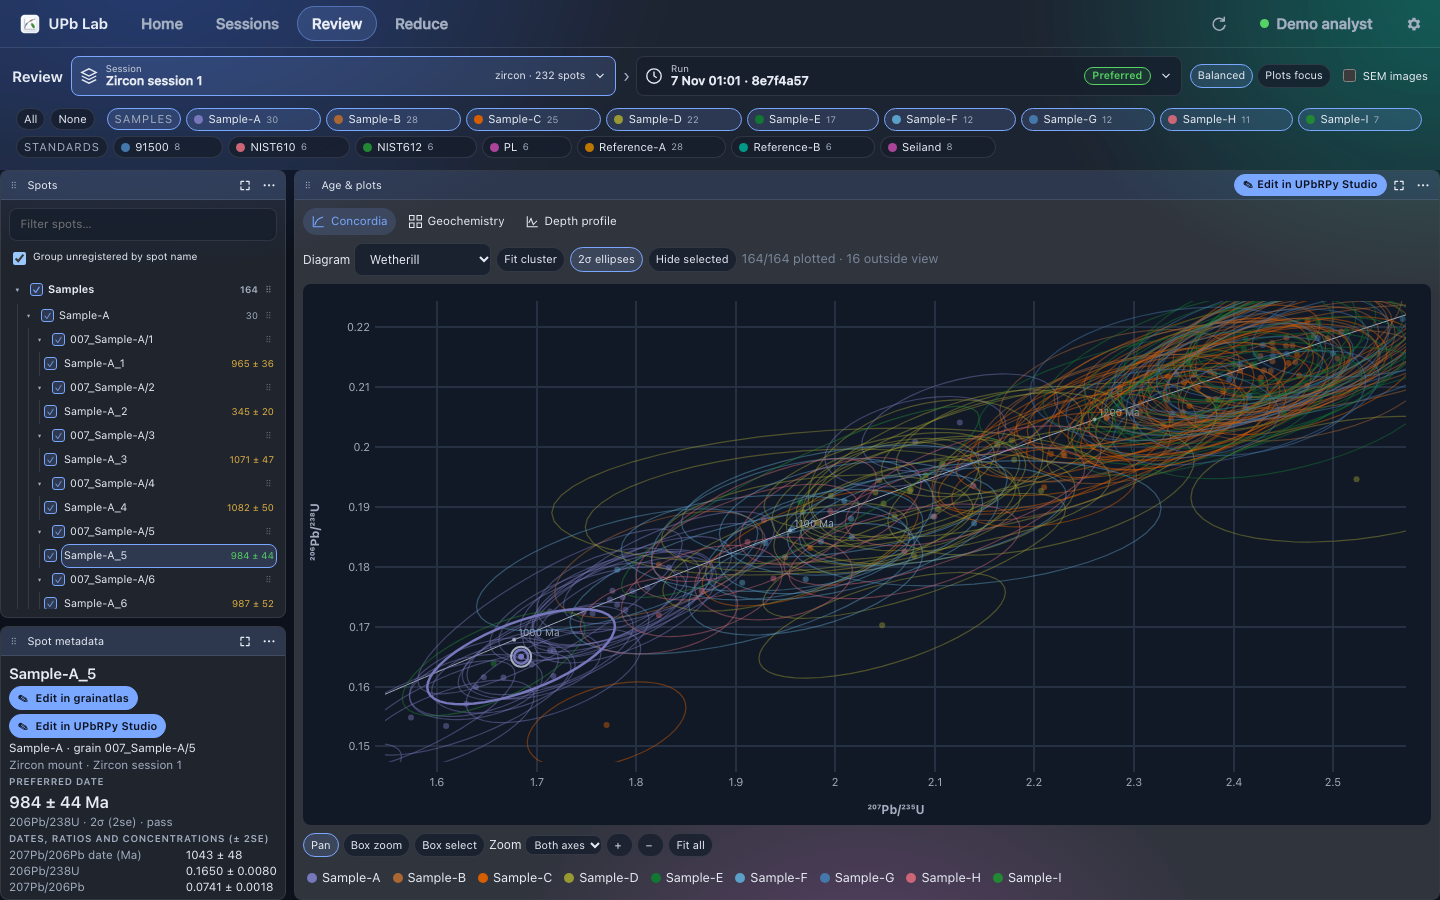 UPb Lab Home Sessions Review Reduce Demo analyst
Review
Session
Zircon session 1
zircon · 232 spots
›
Run
7 Nov 01:01 · 8e7f4a57
Preferred
Balanced Plots focus SEM images
All None SAMPLES Sample-A 30 Sample-B 28 Sample-C 25 Sample-D 22 Sample-E 17 Sample-F 12 Sample-G 12 Sample-H 11 Sample-I 7
STANDARDS 91500 8 NIST610 6 NIST612 6 PL 6 Reference-A 28 Reference-B 6 Seiland 8
Spots
Filter spots...
Group unregistered by spot name
Samples 164
Sample-A 30
007_Sample-A/1
Sample-A_1 965 ± 36
007_Sample-A/2
Sample-A_2 345 ± 20
007_Sample-A/3
Sample-A_3 1071 ± 47
007_Sample-A/4
Sample-A_4 1082 ± 50
007_Sample-A/5
Sample-A_5 984 ± 44
007_Sample-A/6
Sample-A_6 987 ± 52
Spot metadata
Sample-A_5
Edit in grainatlas
Edit in UPbRPy Studio
Sample-A · grain 007_Sample-A/5
Zircon mount · Zircon session 1
PREFERRED DATE
984 ± 44 Ma
206Pb/238U · 2σ (2se) · pass
DATES, RATIOS AND CONCENTRATIONS (± 2SE)
207Pb/206Pb date (Ma) 1043 ± 48
206Pb/238U 0.1650 ± 0.0080
207Pb/206Pb 0.0741 ± 0.0018
Age & plots
Edit in UPbRPy Studio
Concordia Geochemistry Depth profile
Diagram Wetherill Fit cluster 2σ ellipses Hide selected 164/164 plotted · 16 outside view
0.22
0.21
0.2
0.19
0.18
0.17
0.16
0.15
²⁰⁶Pb/²³⁸U
1200 Ma
1100 Ma
1000 Ma
1.6 1.7 1.8 1.9 2 2.1 2.2 2.3 2.4 2.5
²⁰⁷Pb/²³⁵U
Pan Box zoom Box select Zoom Both axes + − Fit all
Sample-A Sample-B Sample-C Sample-D Sample-E Sample-F Sample-G Sample-H Sample-I